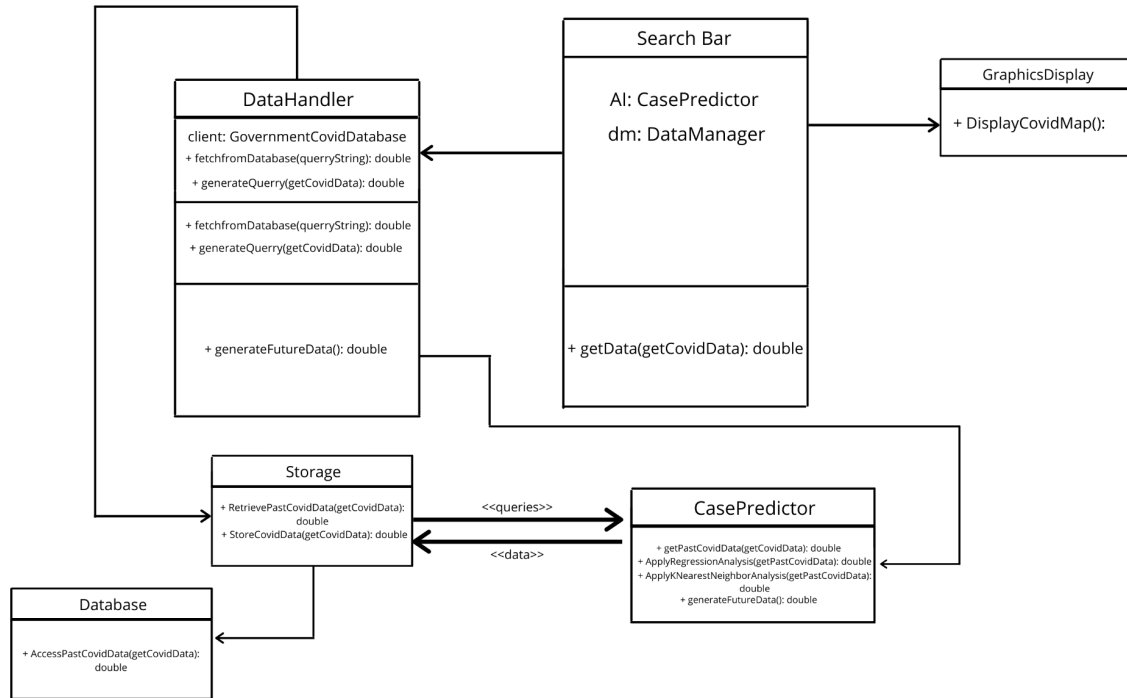 Search Bar
AI: CasePredictor
dm: DataManager
+ getData(getCovidData): double
GraphicsDisplay
+ DisplayCovidMap():
DataHandler
client: GovernmentCovidDatabase
+ fetchfromDatabase(querryString): double
+ generateQuerry(getCovidData): double
+ fetchfromDatabase(querryString): double
+ generateQuerry(getCovidData): double
+ generateFutureData(): double
Storage
+ RetrievePastCovidData(getCovidData):
double
+ StoreCovidData(getCovidData): double
<<queries>>
<<data>>
CasePredictor
+ getPastCovidData(getCovidData): double
+ ApplyRegressionAnalysis(getPastCovidData): double
+ ApplyKNearestNeighborAnalysis(getPastCovidData):
double
+ generateFutureData(): double
Database
+ AccessPastCovidData(getCovidData):
double